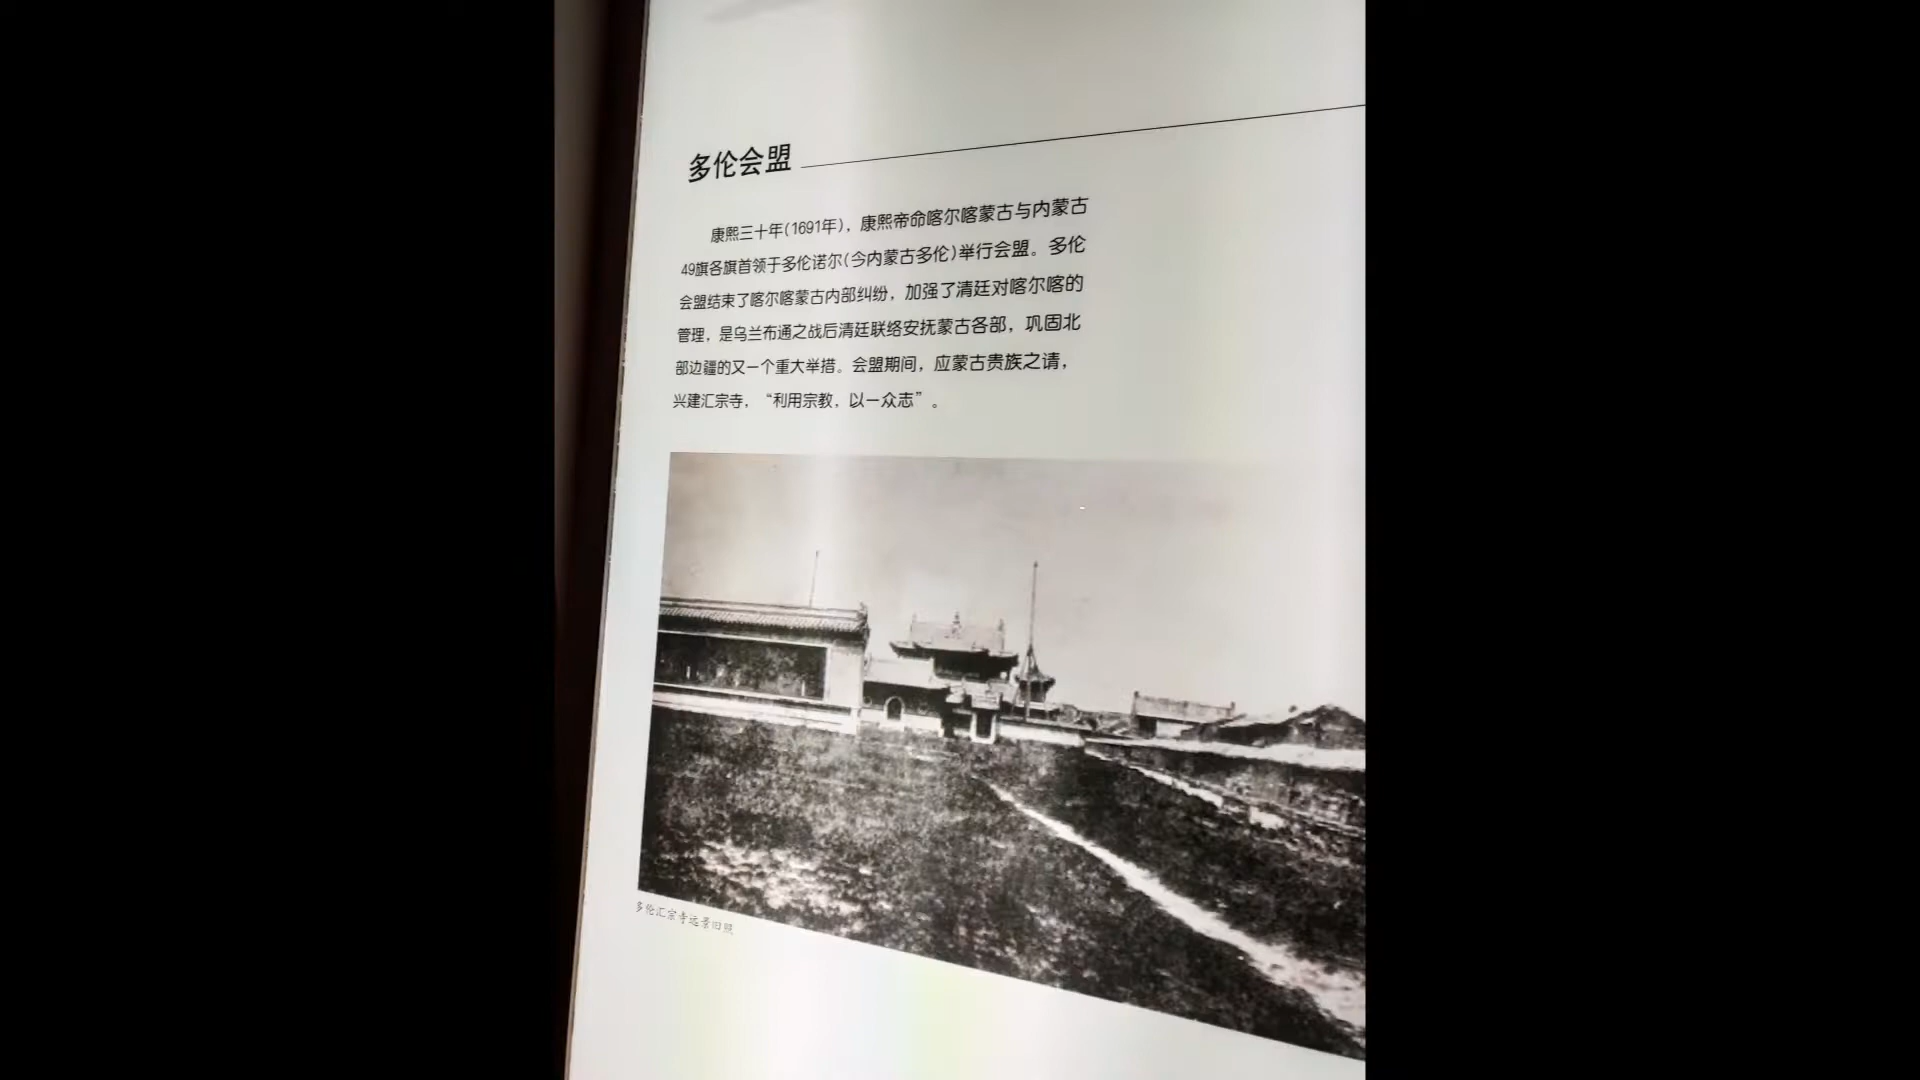 多伦会盟
康熙三十年(1691年)，康熙帝命喀尔喀蒙古与内蒙古
49旗各旗首领于多伦诺尔(今内蒙古多伦)举行会盟。多伦
会盟结束了喀尔喀蒙古内部纠纷，加强了清廷对喀尔喀的
管理，是乌兰布通之战后清廷联络安抚蒙古各部，巩固北
部边疆的又一个重大举措。会盟期间，应蒙古贵族之请，
兴建汇宗寺，“利用宗教，以一众志”。
多伦汇宗寺远景旧照